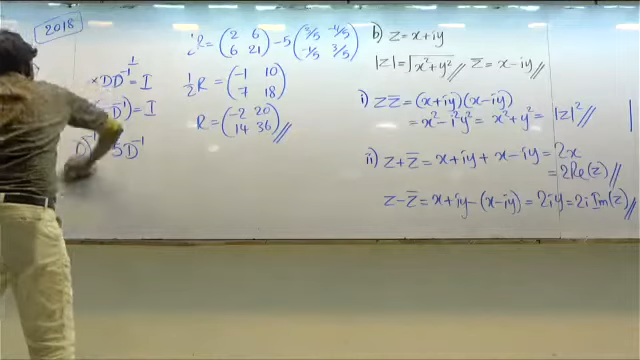 2018
×DD⁻¹ = I
D⁻¹) = I
D)⁻¹ 5D⁻¹
R = (2 6; 6 21) − 5 (3/5 −4/5; −1/5 3/5)
½R = (−1 10; 7 18)
R = (−2 20; 14 36)//
b) z = x+iy
|z| = √x²+y² // z̄ = x−iy //
i) zz̄ = (x+iy)(x−iy)
= x²−i²y² = x²+y² = |z|² //
ii) z+z̄ = x+iy + x−iy = 2x
= 2Re(z) //
z−z̄ = x+iy−(x−iy) = 2iy = 2i Im(z) //